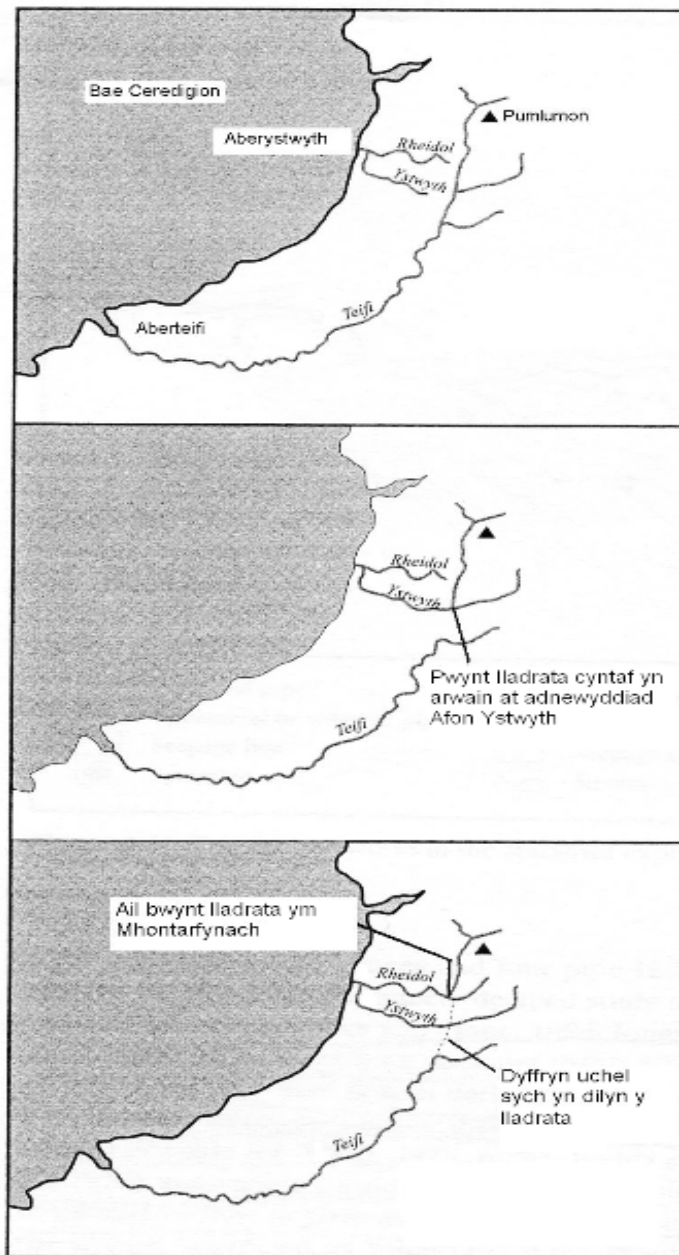 Bae Ceredigion
Pumlumon
Aberystwyth
Rheidol
Ystwyth
Teifi
Aberteifi
Rheidol
Ystwyth
Pwynt lladrata cyntaf yn
arwain at adnewyddiad
Afon Ystwyth
Teifi
Ail bwynt lladrata ym
Mhontarfynach
Rheidol
Ystwyth
Dyffryn uchel
sych yn dilyn y
lladrata
Teifi